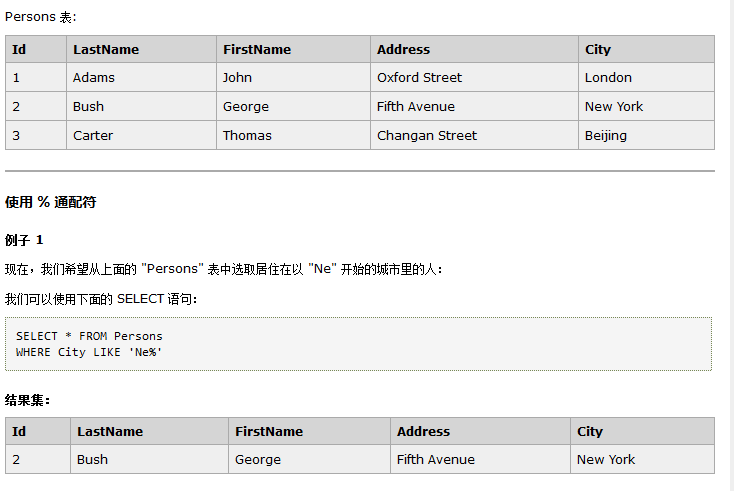 Persons 表:
Id LastName FirstName Address City
1 Adams John Oxford Street London
2 Bush George Fifth Avenue New York
3 Carter Thomas Changan Street Beijing
使用 % 通配符
例子 1
现在，我们希望从上面的 "Persons" 表中选取居住在以 "Ne" 开始的城市里的人：
我们可以使用下面的 SELECT 语句：
SELECT * FROM Persons
WHERE City LIKE 'Ne%'
结果集：
Id LastName FirstName Address City
2 Bush George Fifth Avenue New York